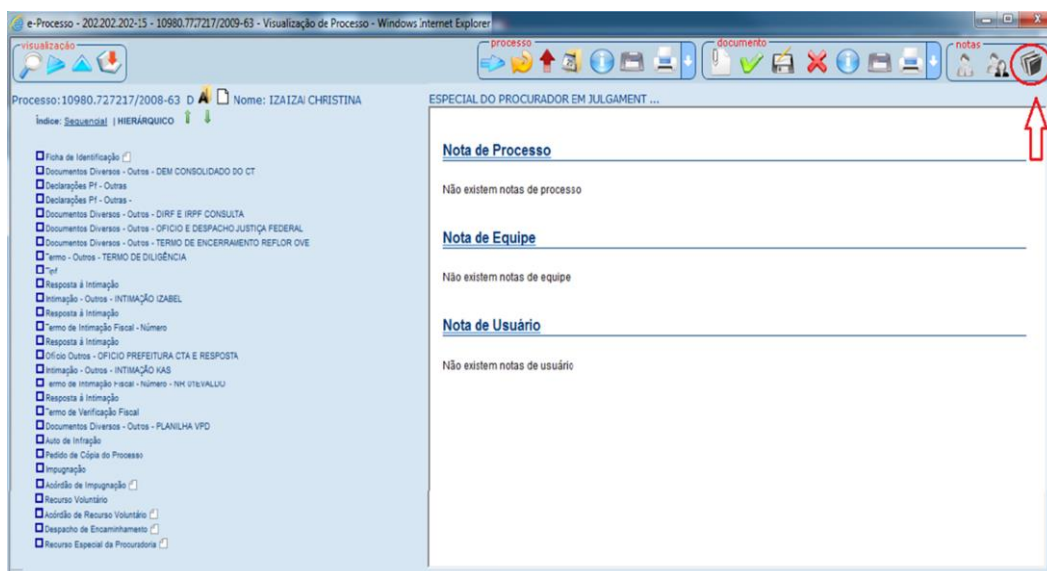 e-Processo - 202.202.202-15 - 10980.727217/2009-63 - Visualização de Processo - Windows Internet Explorer
visualizacão
processo
documento
notas
Processo:10980.727217/2008-63 D A Nome: IZAIZAI CHRISTINA
ESPECIAL DO PROCURADOR EM JULGAMENT ...
Índice: Sequencial | HIERÁRQUICO
Ficha de Identificação
Documentos Diversos - Outros - DEM CONSOLIDADO DO CT
Declarações Pf - Outras
Declarações Pf - Outras -
Documentos Diversos - Outros - DIRF E IRPF CONSULTA
Documentos Diversos - Outros - OFICIO E DESPACHO JUSTIÇA FEDERAL
Documentos Diversos - Outros - TERMO DE ENCERRAMENTO REFLOR OVE
Termo - Outros - TERMO DE DILIGÊNCIA
Resposta à Intimação
Intimação - Outros - INTIMAÇÃO IZABEL
Resposta à Intimação
Termo de Intimação Fiscal - Número
Resposta à Intimação
Ofício Outros - OFICIO PREFEITURA CTA E RESPOSTA
Intimação - Outros - INTIMAÇÃO KAS
Termo de Intimação Fiscal - Número - NR
Resposta à Intimação
Termo de Verificação Fiscal
Documentos Diversos - Outros - PLANILHA VPD
Auto de Infração
Pedido de Cópia do Processo
Impugnação
Acórdão de Impugnação
Recurso Voluntário
Acórdão de Recurso Voluntário
Despacho de Encaminhamento
Recurso Especial da Procuradoria
Nota de Processo
Não existem notas de processo
Nota de Equipe
Não existem notas de equipe
Nota de Usuário
Não existem notas de usuário